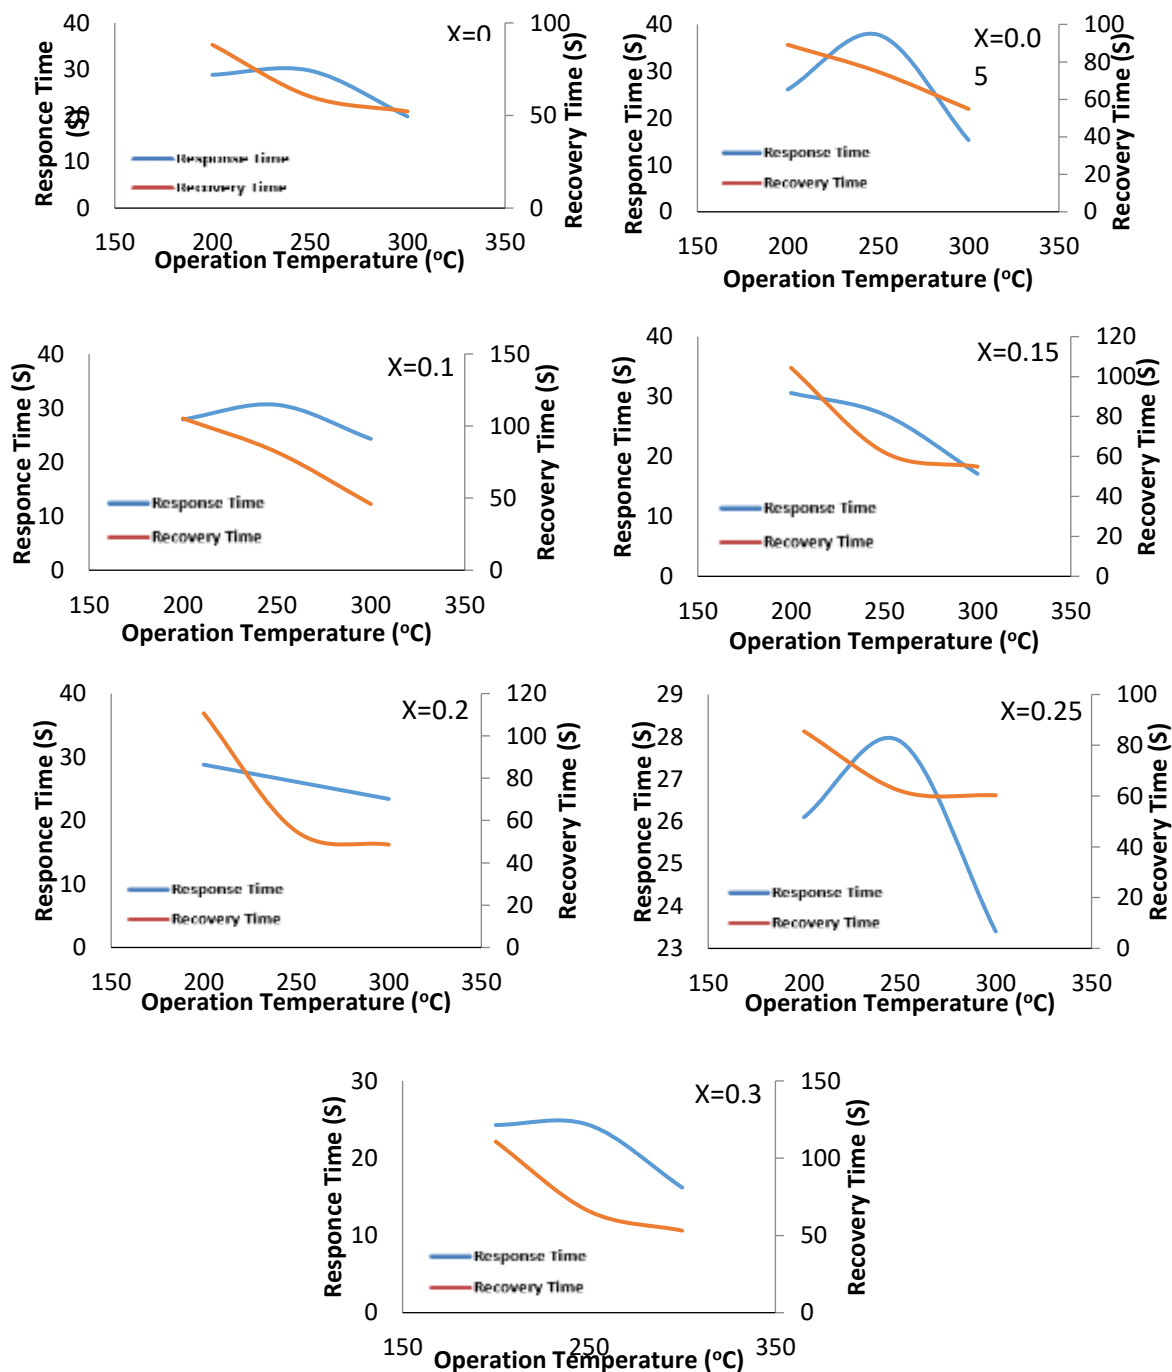 X=0
Responce Time (S)
40
30
20
10
0
100
50
0
Recovery Time (S)
Response Time
Recovery Time
150 200 250 300 350
Operation Temperature (°C)
X=0.0
5
Responce Time (S)
40
30
20
10
0
100
80
60
40
20
0
Recovery Time (S)
Response Time
Recovery Time
150 200 250 300 350
Operation Temperature (°C)
X=0.1
Responce Time (S)
40
30
20
10
0
150
100
50
0
Recovery Time (S)
Response Time
Recovery Time
150 200 250 300 350
Operation Temperature (°C)
X=0.15
Responce Time (S)
40
30
20
10
0
120
100
80
60
40
20
0
Recovery Time (S)
Response Time
Recovery Time
150 200 250 300 350
Operation Temperature (°C)
X=0.2
Responce Time (S)
40
30
20
10
0
120
100
80
60
40
20
0
Recovery Time (S)
Response Time
Recovery Time
150 200 250 300 350
Operation Temperature (°C)
X=0.25
Responce Time (S)
29
28
27
26
25
24
23
100
80
60
40
20
0
Recovery Time (S)
Response Time
Recovery Time
150 200 250 300 350
Operation Temperature (°C)
X=0.3
Responce Time (S)
30
20
10
0
150
100
50
0
Recovery Time (S)
Response Time
Recovery Time
150 250 350
Operation Temperature (°C)